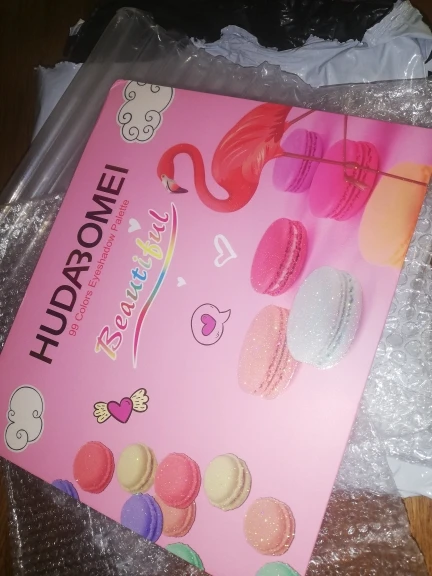 HUDABOMEI
99 Colors Eyeshadow Palette
Beautiful